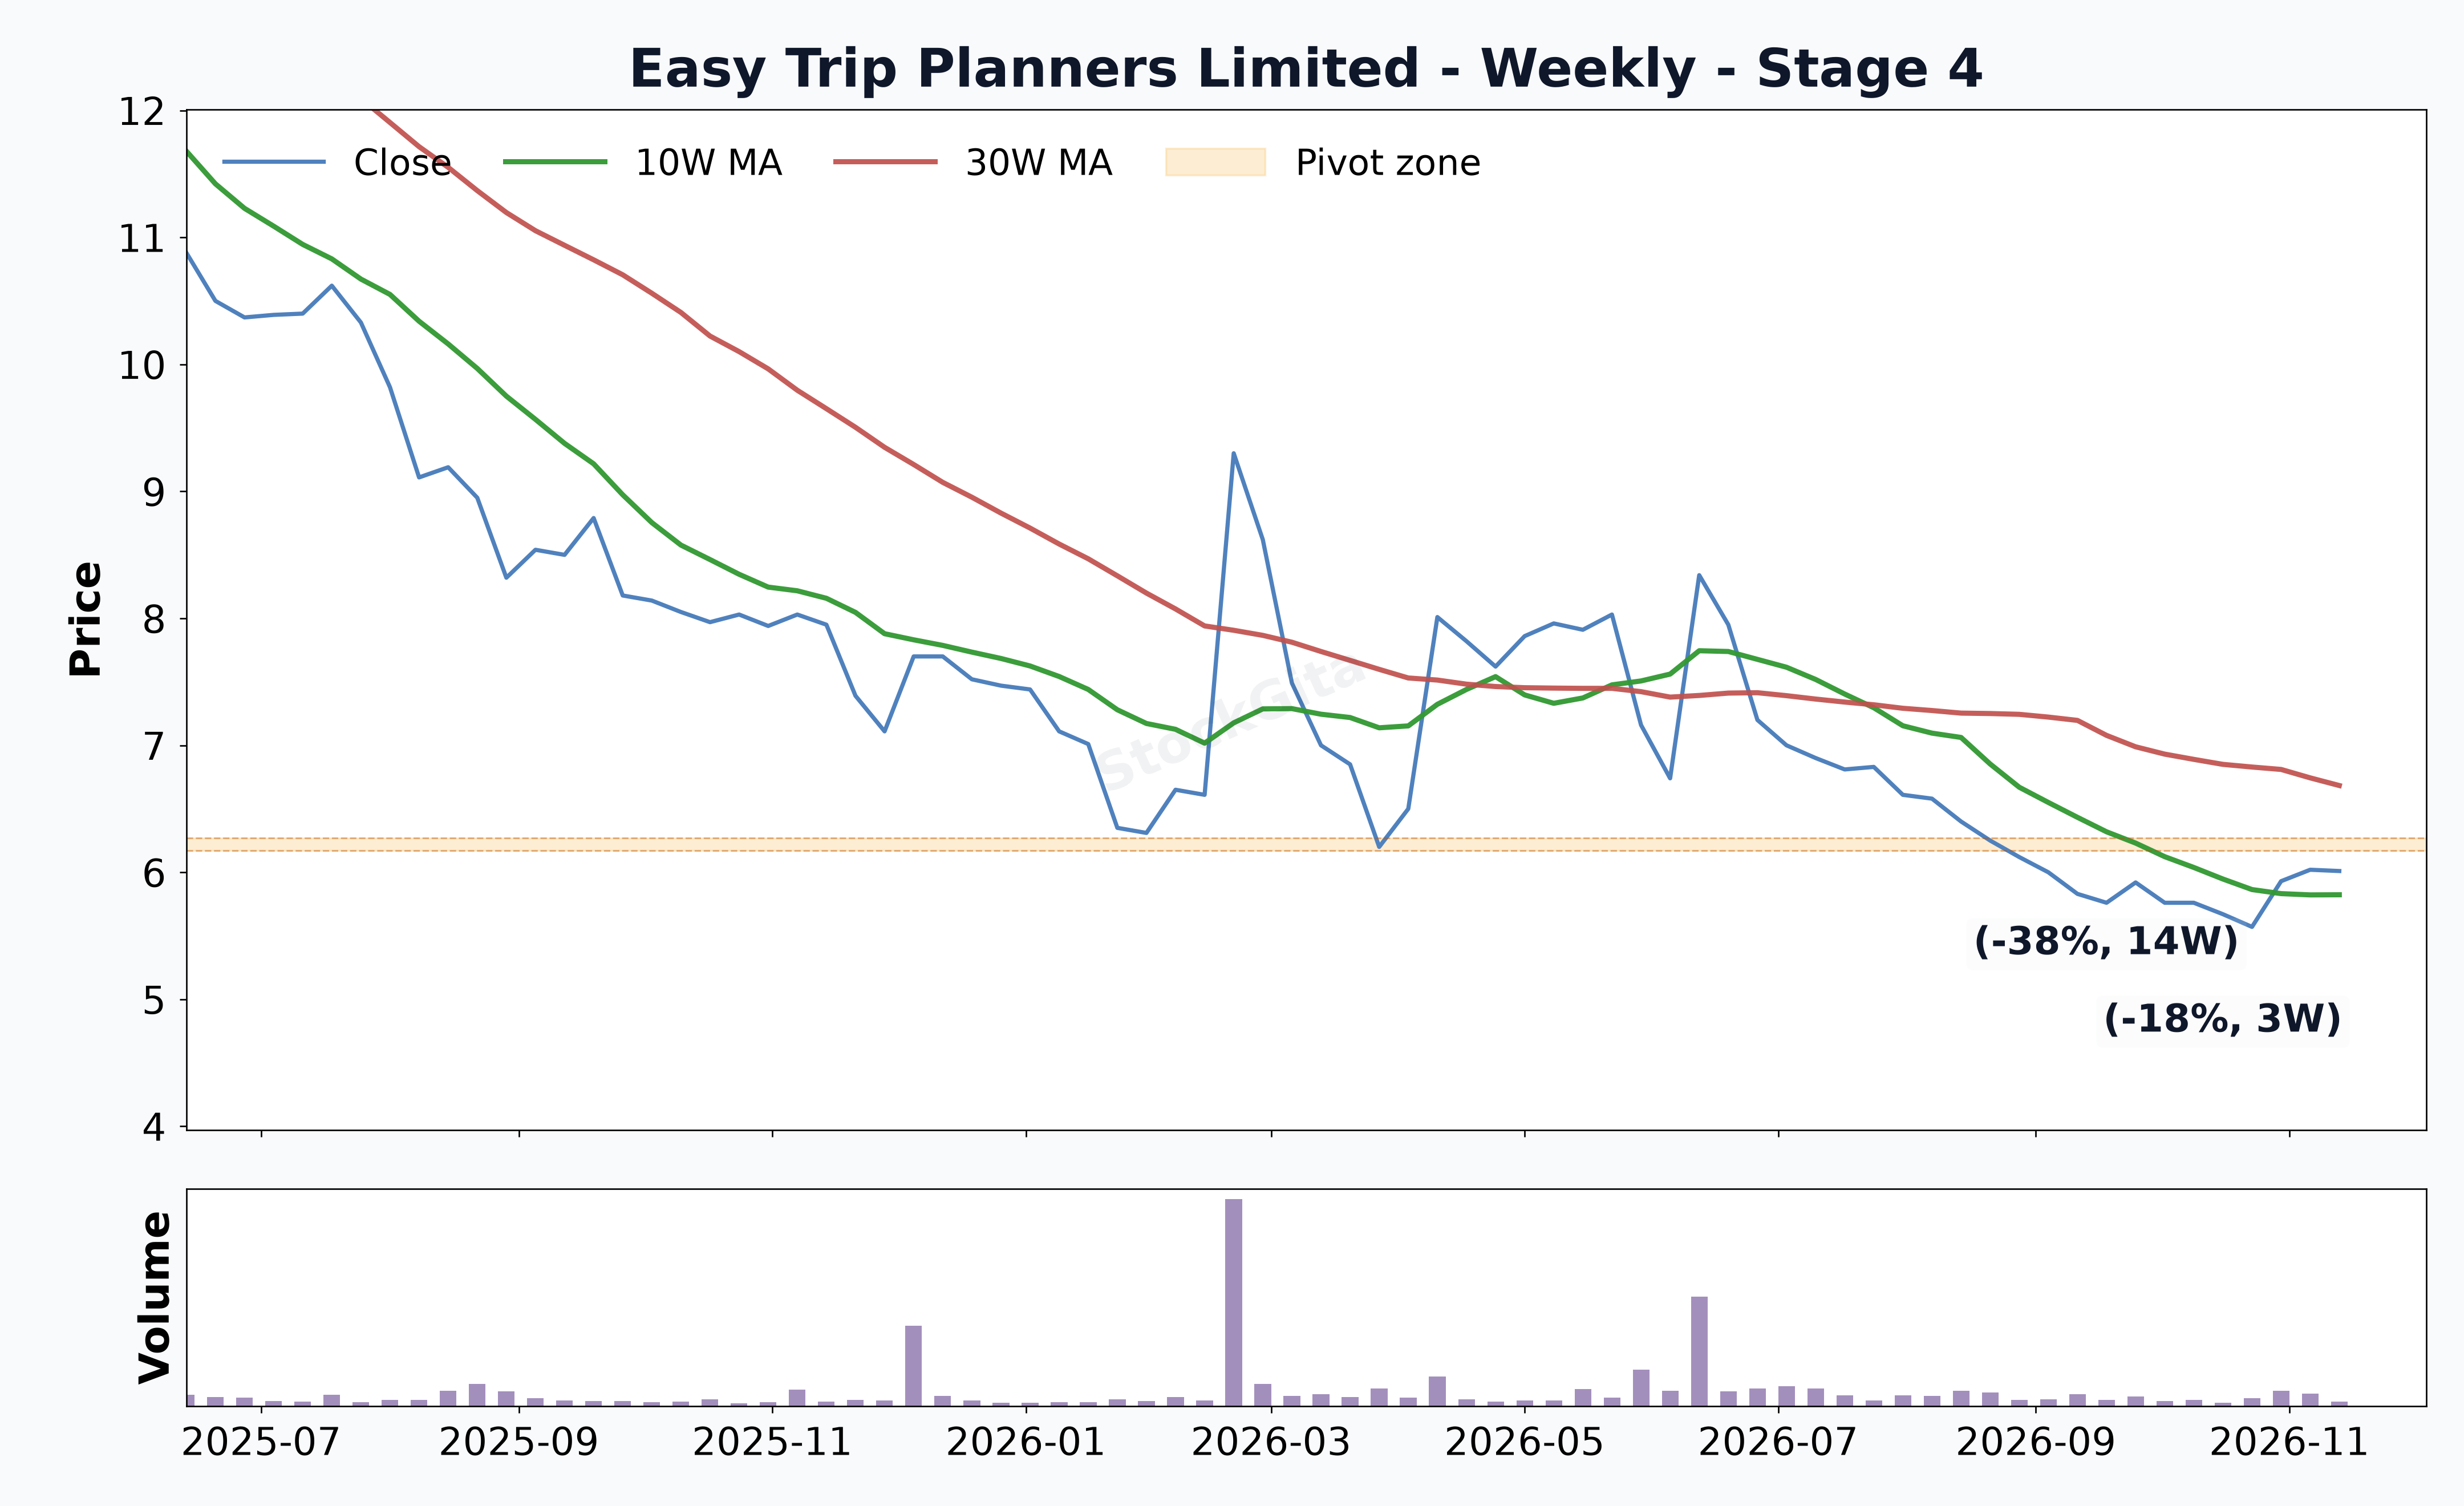 Easy Trip Planners Limited - Weekly - Stage 4
Close 10W MA 30W MA Pivot zone
12
11
10
9
8
7
6
5
4
Price
StockGita
(-38%, 14W)
(-18%, 3W)
Volume
2025-07 2025-09 2025-11 2026-01 2026-03 2026-05 2026-07 2026-09 2026-11